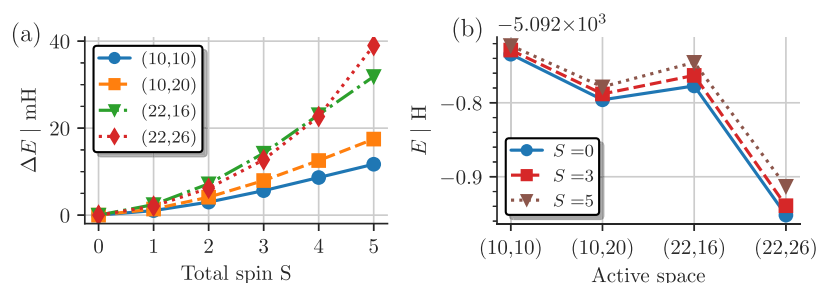 (a)
40
20
0
ΔE | mH
(10,10)
(10,20)
(22,16)
(22,26)
0 1 2 3 4 5
Total spin S
(b)
−5.092×10³
−0.8
−0.9
E | H
S =0
S =3
S =5
(10,10) (10,20) (22,16) (22,26)
Active space